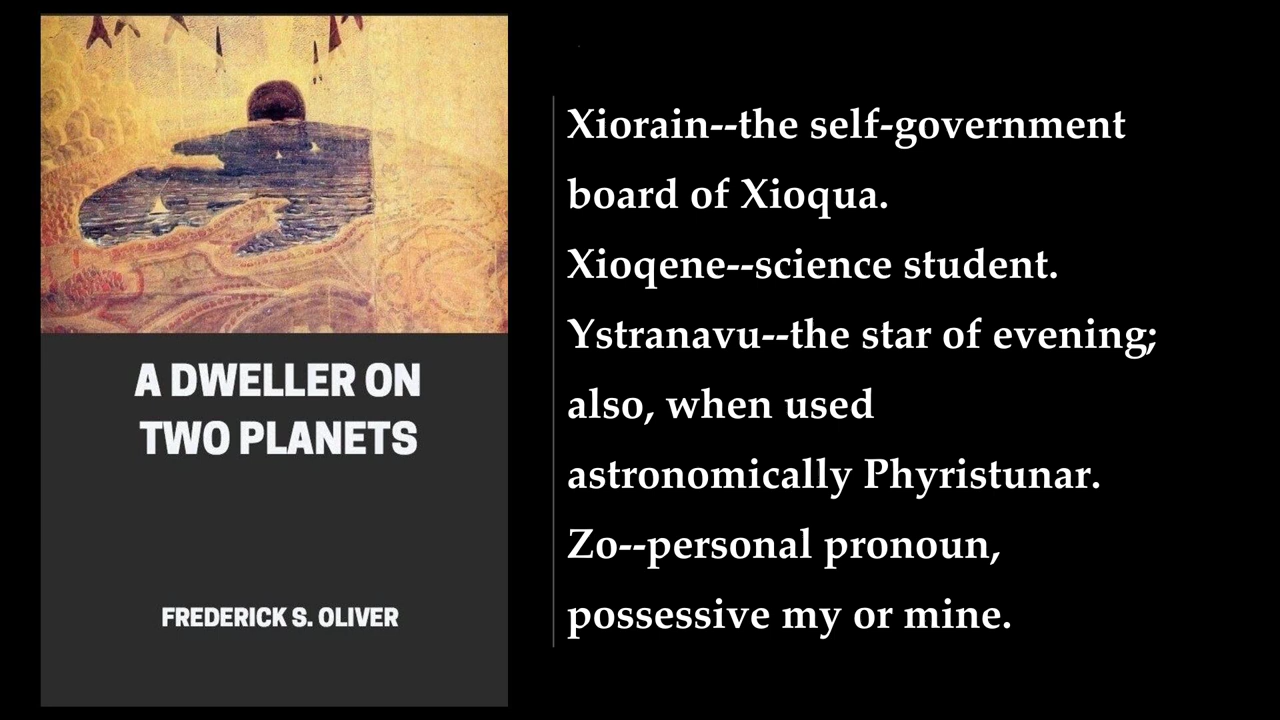 A DWELLER ON
TWO PLANETS
FREDERICK S. OLIVER
Xiorain--the self-government
board of Xioqua.
Xioqene--science student.
Ystranavu--the star of evening;
also, when used
astronomically Phyristunar.
Zo--personal pronoun,
possessive my or mine.